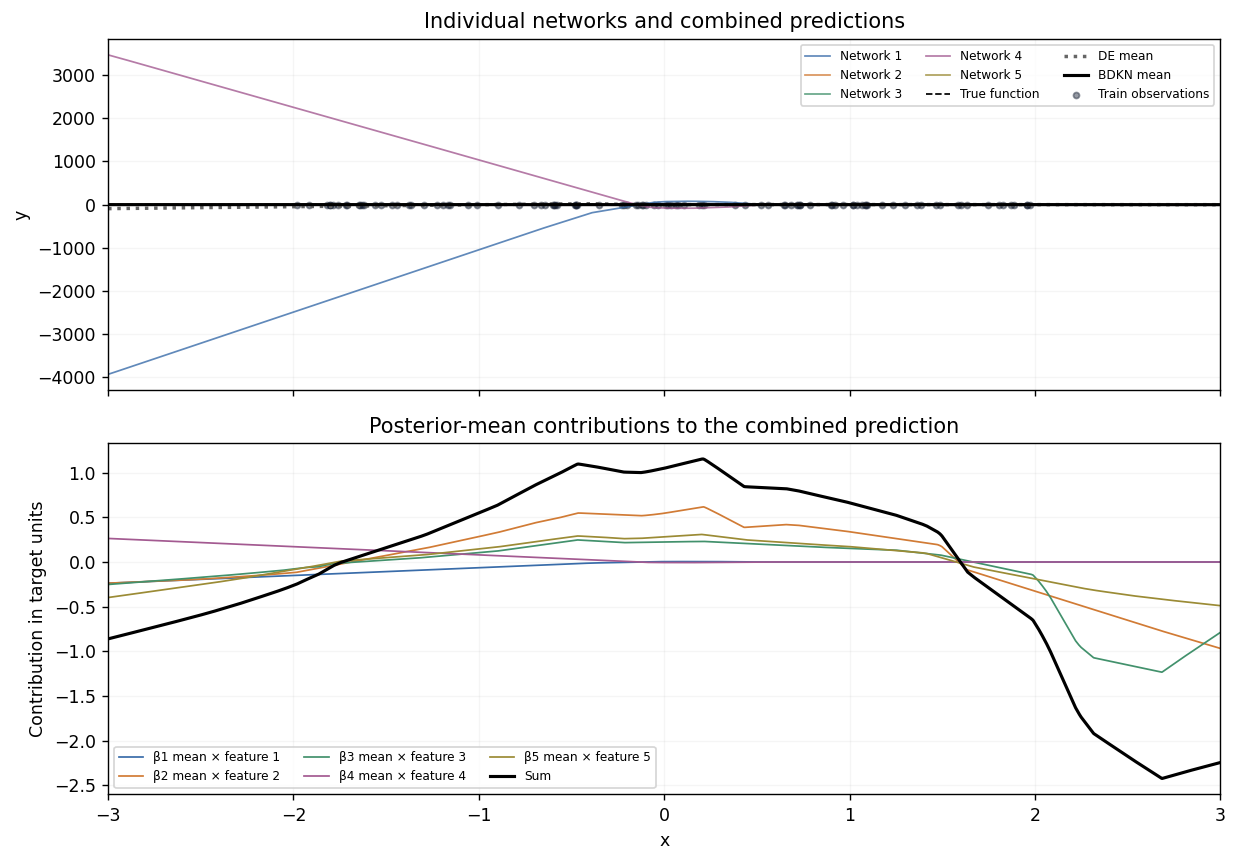 Individual networks and combined predictions
3000
2000
1000
0
−1000
−2000
−3000
−4000
y
Network 1 Network 4 DE mean
Network 2 Network 5 BDKN mean
Network 3 True function Train observations
Posterior-mean contributions to the combined prediction
1.0
0.5
0.0
−0.5
−1.0
−1.5
−2.0
−2.5
Contribution in target units
β1 mean × feature 1 β3 mean × feature 3 β5 mean × feature 5
β2 mean × feature 2 β4 mean × feature 4 Sum
−3 −2 −1 0 1 2 3
x